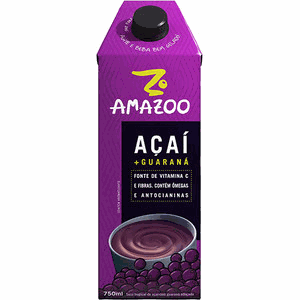 AMAZOO
AÇAÍ
+GUARANÁ
FONTE DE VITAMINA C
E FIBRAS. CONTÉM ÔMEGAS
E ANTOCIANINAS
750ml